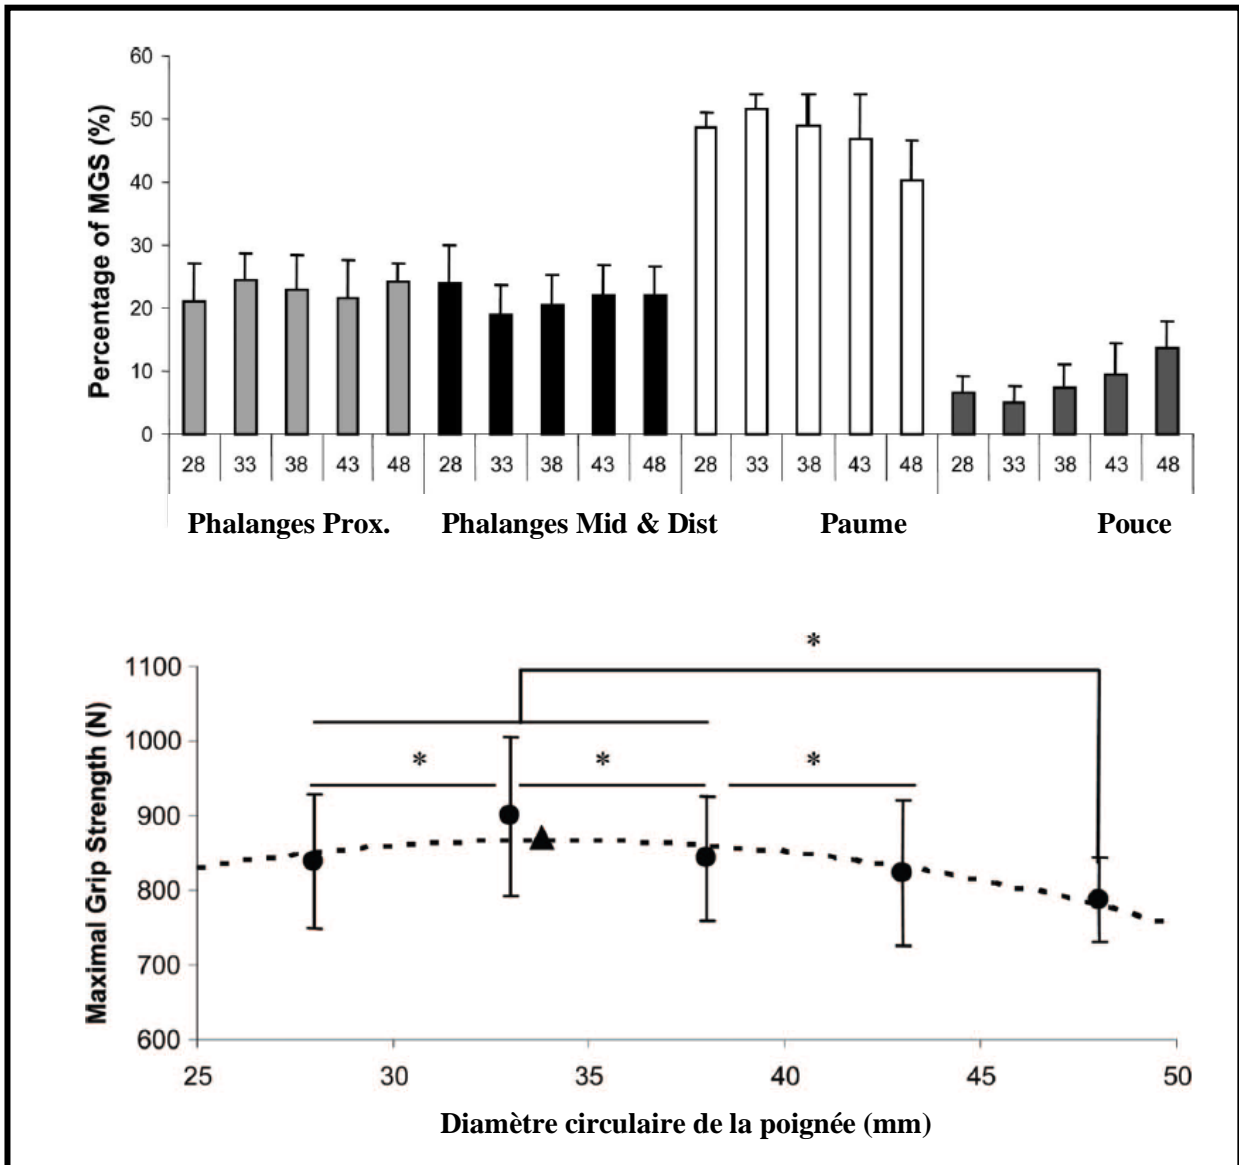 Percentage of MGS (%)
60
50
40
30
20
10
0
28 33 38 43 48 28 33 38 43 48 28 33 38 43 48 28 33 38 43 48
Phalanges Prox. Phalanges Mid & Dist Paume Pouce
Maximal Grip Strength (N)
1100
1000
900
800
700
600
*
* * *
25 30 35 40 45 50
Diamètre circulaire de la poignée (mm)